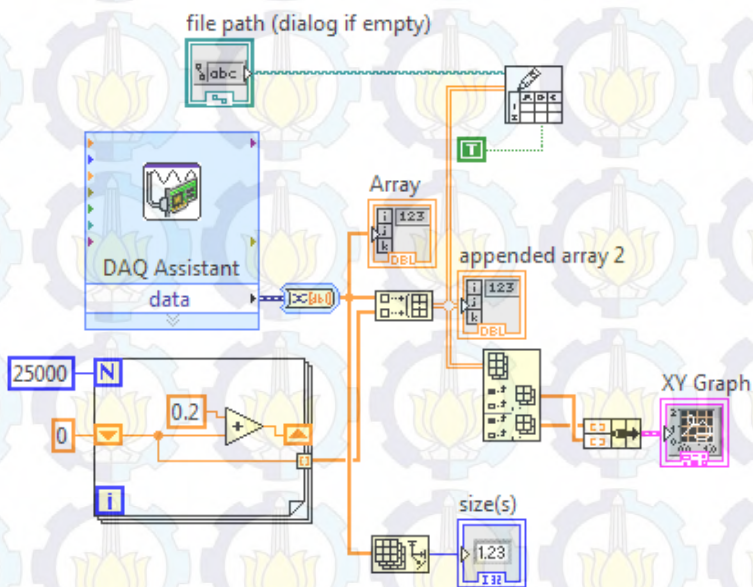 file path (dialog if empty)
abc
T
Array
i
j
k
123
DBL
DAQ Assistant
data
appended array 2
i
j
k
123
DBL
25000
N
0.2
0
+
i
XY Graph
size(s)
1.23
I32